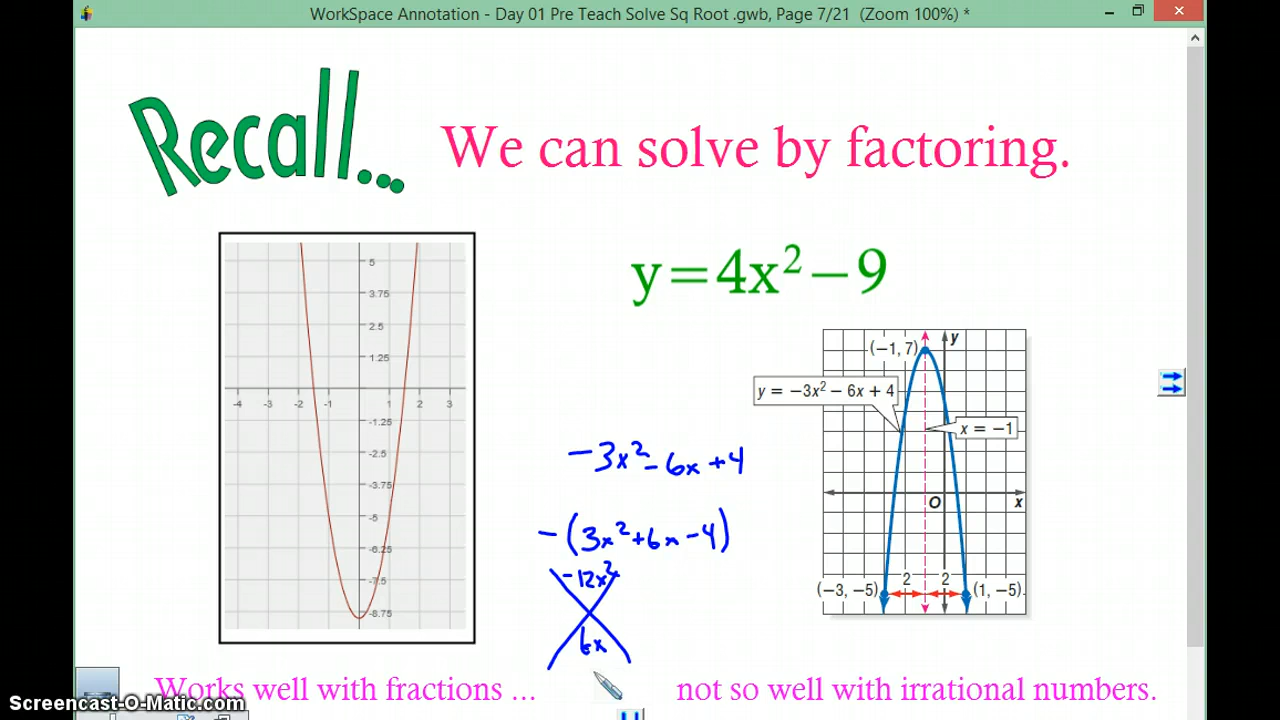 WorkSpace Annotation - Day 01 Pre Teach Solve Sq Root .gwb, Page 7/21 (Zoom 100%) *
Recall...
We can solve by factoring.
y=4x²−9
5
3.75
2.5
1.25
-4 -3 -2 -1 1 2 3
-1.25
-2.5
-3.75
-5
-6.25
-7.5
-8.75
y
(−1, 7)
y = −3x² − 6x + 4
x = −1
O
x
2 2
(−3, −5)
(1, −5)
−3x² − 6x + 4
−(3x² + 6x − 4)
−12x²
6x
Works well with fractions ...
not so well with irrational numbers.
Screencast-O-Matic.com